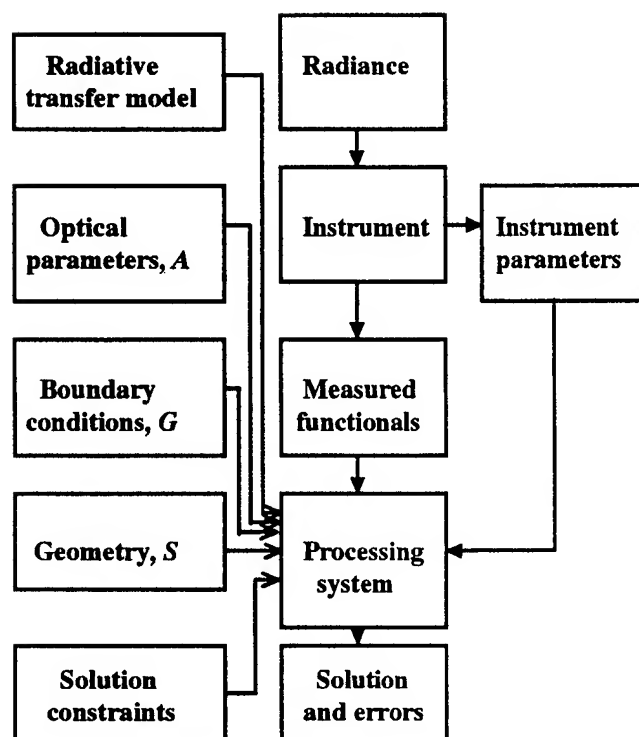 Radiative
transfer model
Radiance
Optical
parameters, A
Instrument
Instrument
parameters
Boundary
conditions, G
Measured
functionals
Geometry, S
Processing
system
Solution
constraints
Solution
and errors